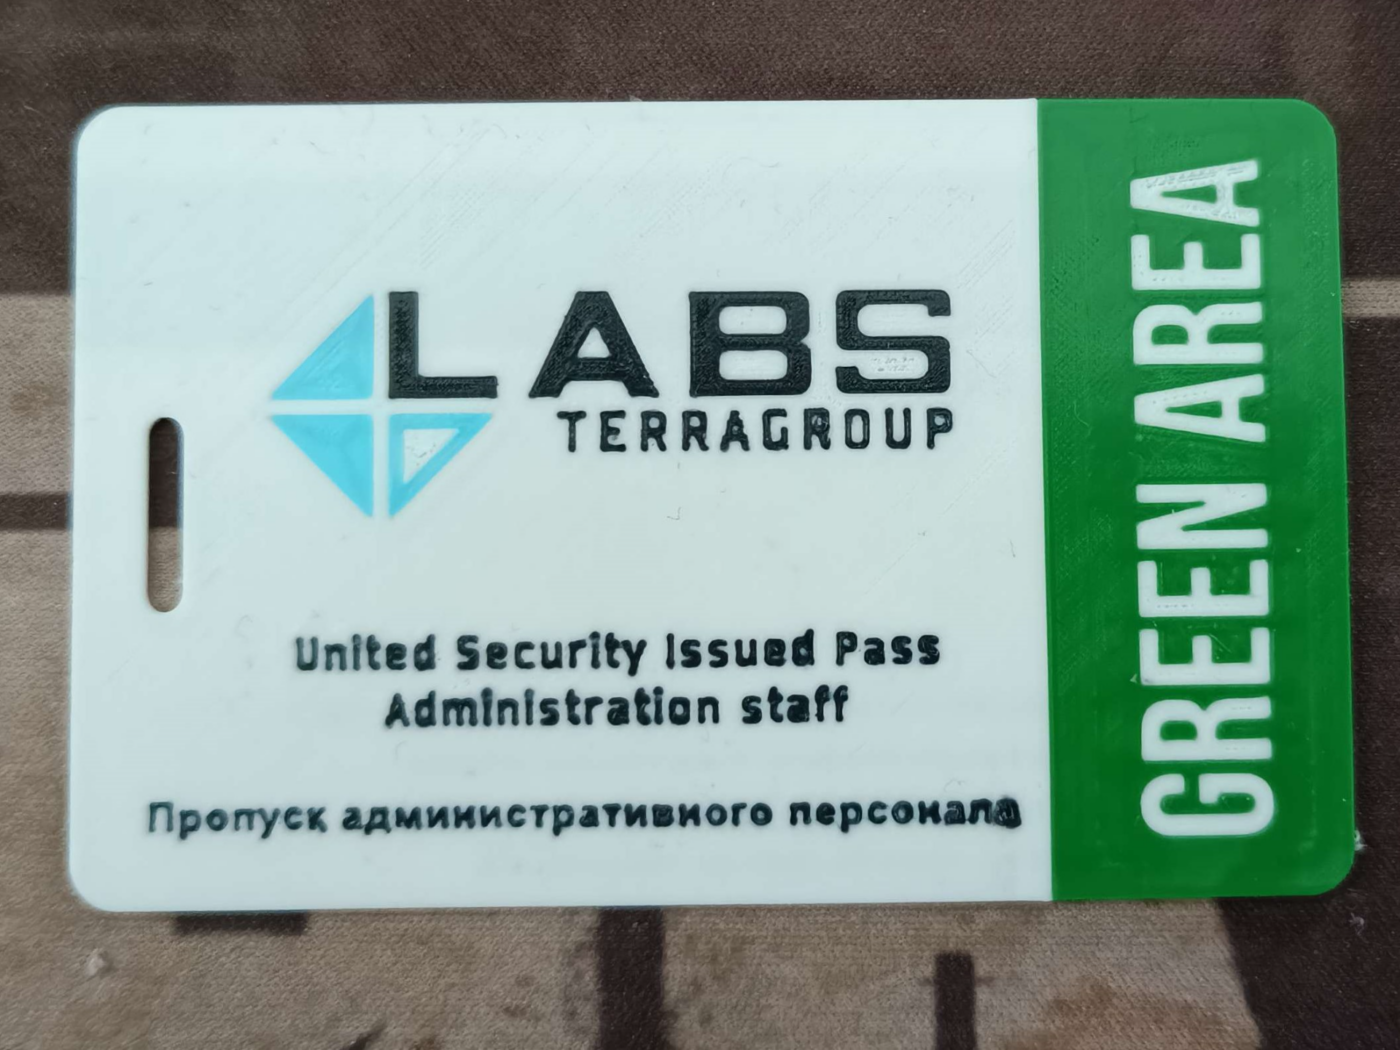 LABS
TERRAGROUP
United Security Issued Pass
Administration staff
Пропуск административного персонала
GREEN AREA